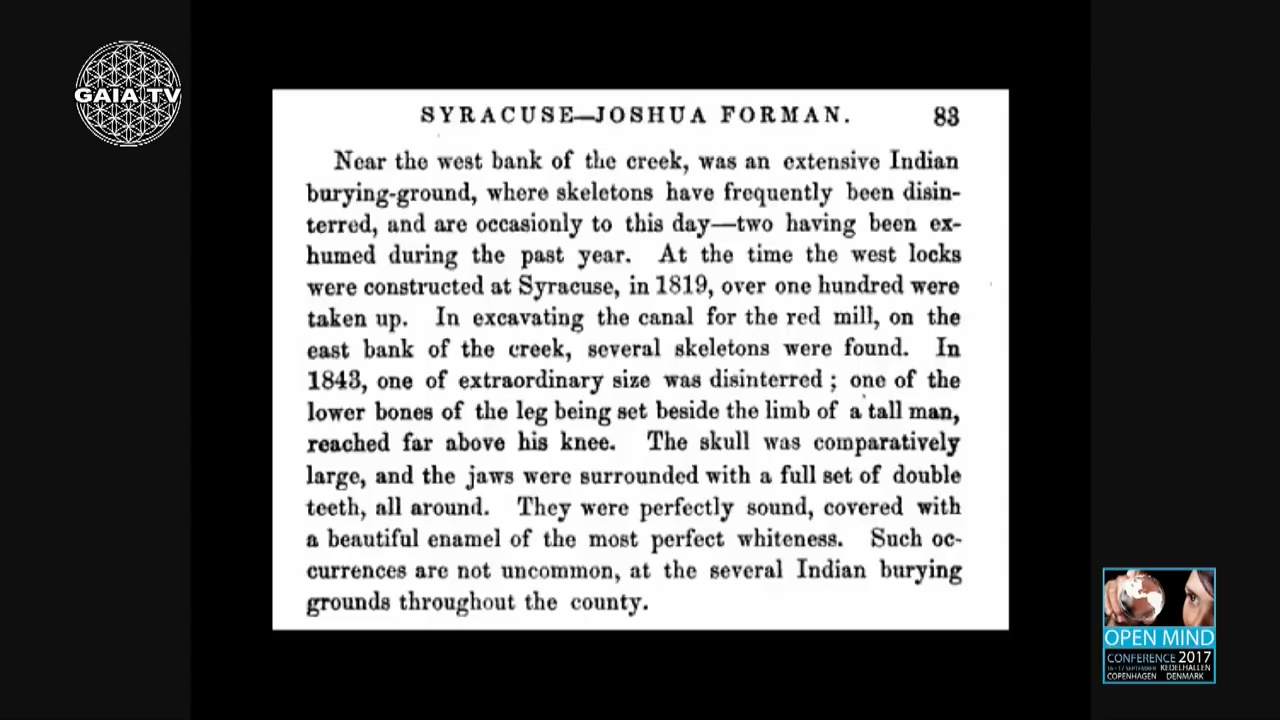 GAIA TV
SYRACUSE—JOSHUA FORMAN. 83
Near the west bank of the creek, was an extensive Indian
burying-ground, where skeletons have frequently been disin-
terred, and are occasionly to this day—two having been ex-
humed during the past year. At the time the west locks
were constructed at Syracuse, in 1819, over one hundred were
taken up. In excavating the canal for the red mill, on the
east bank of the creek, several skeletons were found. In
1843, one of extraordinary size was disinterred ; one of the
lower bones of the leg being set beside the limb of a tall man,
reached far above his knee. The skull was comparatively
large, and the jaws were surrounded with a full set of double
teeth, all around. They were perfectly sound, covered with
a beautiful enamel of the most perfect whiteness. Such oc-
currences are not uncommon, at the several Indian burying
grounds throughout the county.
OPEN MIND
CONFERENCE 2017
16 - 17 SEPTEMBER KEDELHALLEN
COPENHAGEN DENMARK